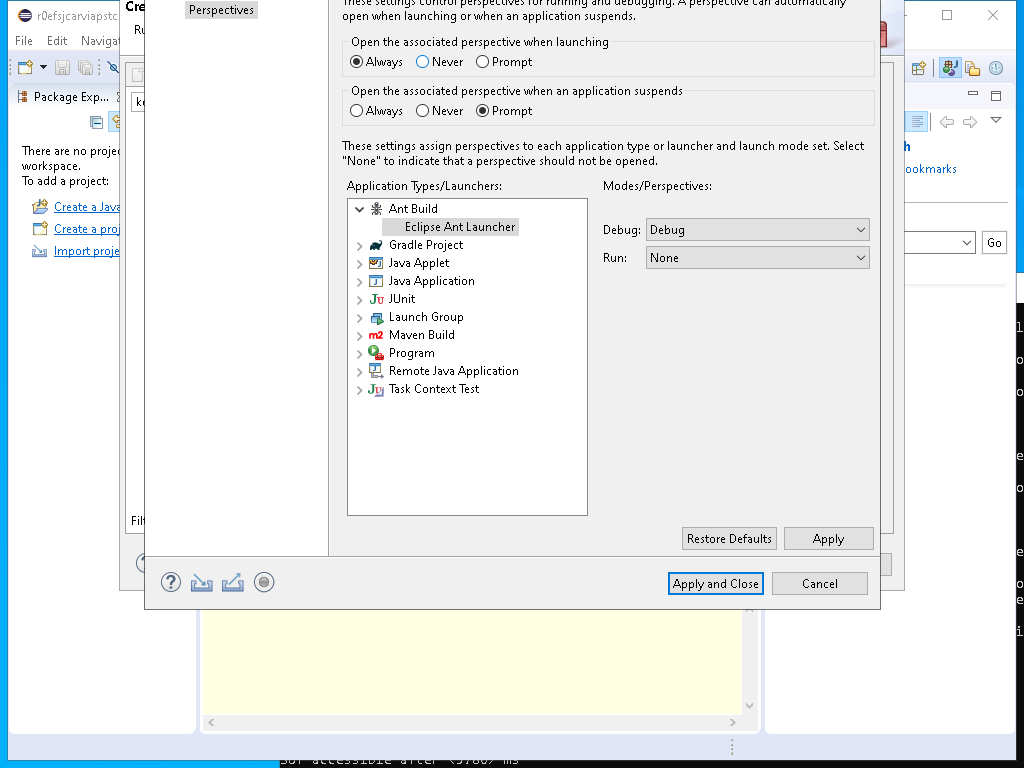 r0efsjcarviapstc
File Edit Navigat
Package Exp...
There are no proje
workspace.
To add a project:
Create a Java
Create a proj
Import proje
Cre
Ru
ke
Filt
Perspectives
These settings control perspectives for running and debugging. A perspective can automatically
open when launching or when an application suspends.
Open the associated perspective when launching
Always Never Prompt
Open the associated perspective when an application suspends
Always Never Prompt
These settings assign perspectives to each application type or launcher and launch mode set. Select
"None" to indicate that a perspective should not be opened.
Application Types/Launchers: Modes/Perspectives:
Ant Build
Eclipse Ant Launcher
Gradle Project
Java Applet
Java Application
JUnit
Launch Group
Maven Build
Program
Remote Java Application
Task Context Test
Debug: Debug
Run: None
Restore Defaults Apply
Apply and Close Cancel
h
ookmarks
Go